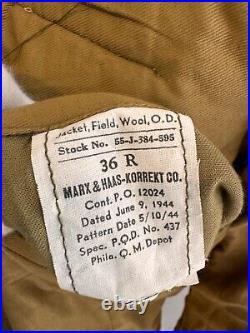 Jacket, Field, Wool, O.D.
Stock No. 55-J-384-595
36 R
MARX & HAAS-KORREKT CO.
Cont. P.O. 12024
Dated June 9, 1944
Pattern Date 5/10/44
Spec. P.Q.D. No. 437
Phila. Q. M. Depot